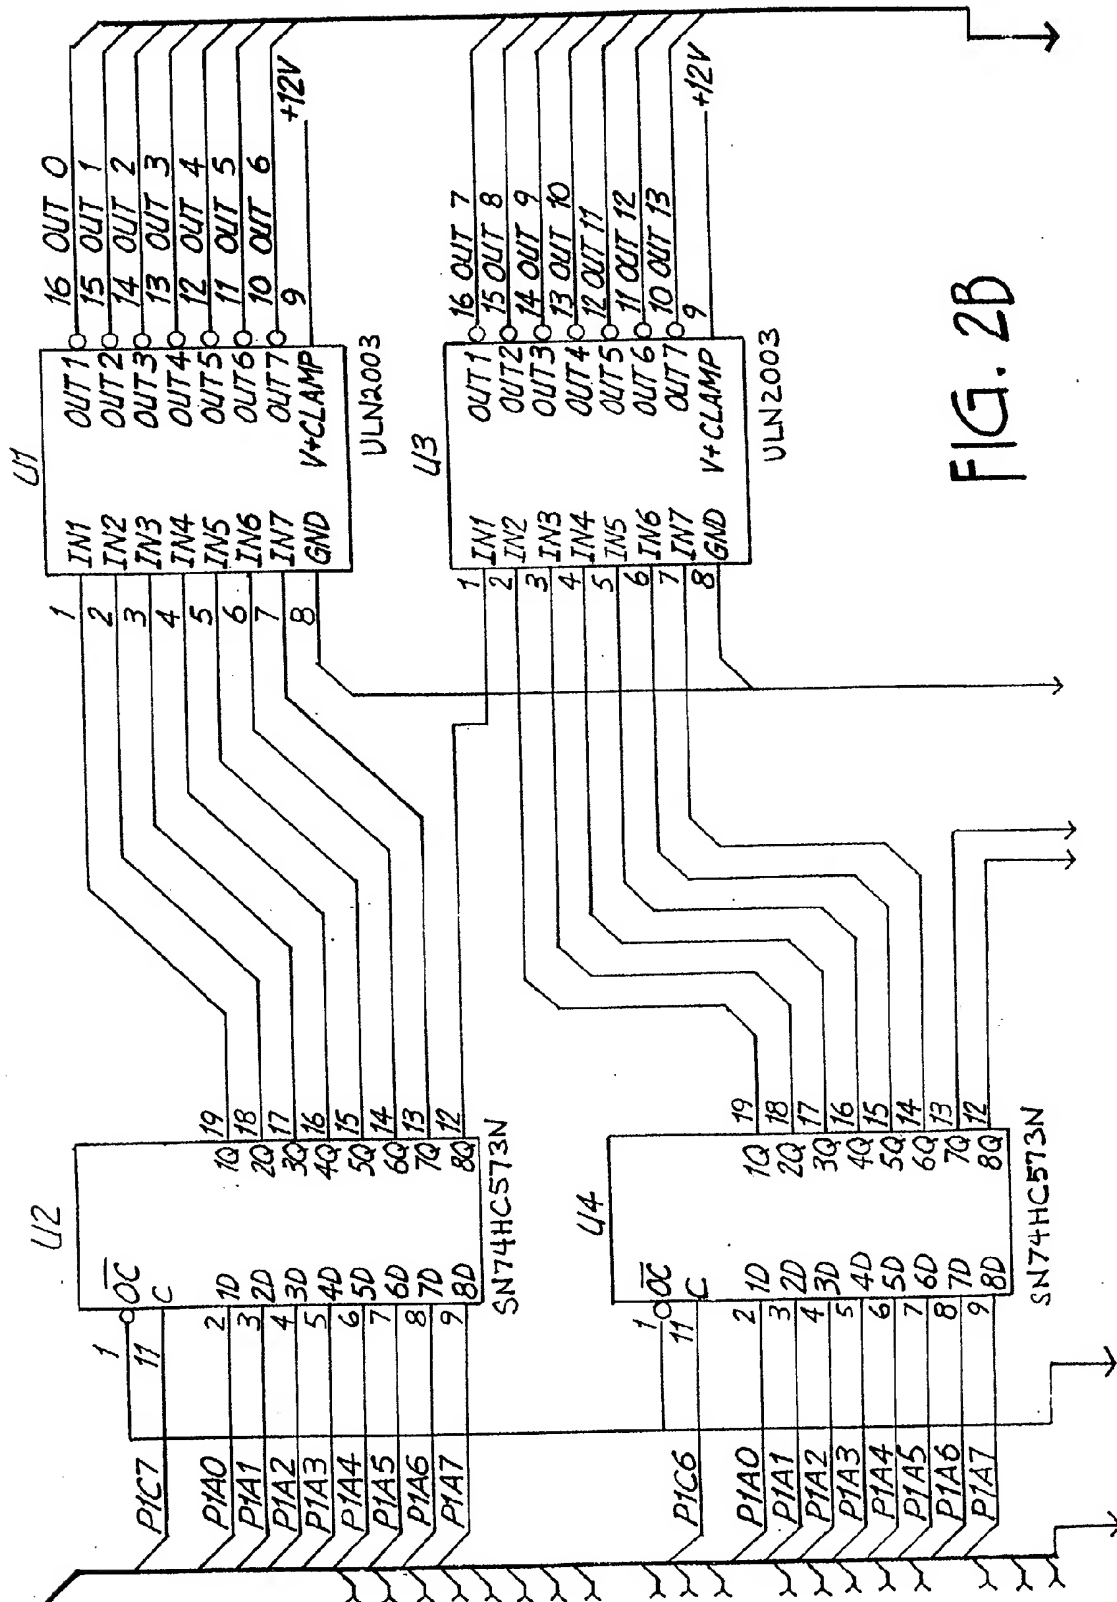 U2
1 OC
P1C7 11 C
P1A0 2 1D 1Q 19
P1A1 3 2D 2Q 18
P1A2 4 3D 3Q 17
P1A3 5 4D 4Q 16
P1A4 6 5D 5Q 15
P1A5 7 6D 6Q 14
P1A6 8 7D 7Q 13
P1A7 9 8D 8Q 12
SN74HC573N
U1
1 IN1 OUT1 16 OUT 0
2 IN2 OUT2 15 OUT 1
3 IN3 OUT3 14 OUT 2
4 IN4 OUT4 13 OUT 3
5 IN5 OUT5 12 OUT 4
6 IN6 OUT6 11 OUT 5
7 IN7 OUT7 10 OUT 6
8 GND V+CLAMP 9 +12V
ULN2003
U4
1 OC
P1C6 11 C
P1A0 2 1D 1Q 19
P1A1 3 2D 2Q 18
P1A2 4 3D 3Q 17
P1A3 5 4D 4Q 16
P1A4 6 5D 5Q 15
P1A5 7 6D 6Q 14
P1A6 8 7D 7Q 13
P1A7 9 8D 8Q 12
SN74HC573N
U3
1 IN1 OUT1 16 OUT 7
2 IN2 OUT2 15 OUT 8
3 IN3 OUT3 14 OUT 9
4 IN4 OUT4 13 OUT 10
5 IN5 OUT5 12 OUT 11
6 IN6 OUT6 11 OUT 12
7 IN7 OUT7 10 OUT 13
8 GND V+CLAMP 9 +12V
ULN2003
FIG. 2B